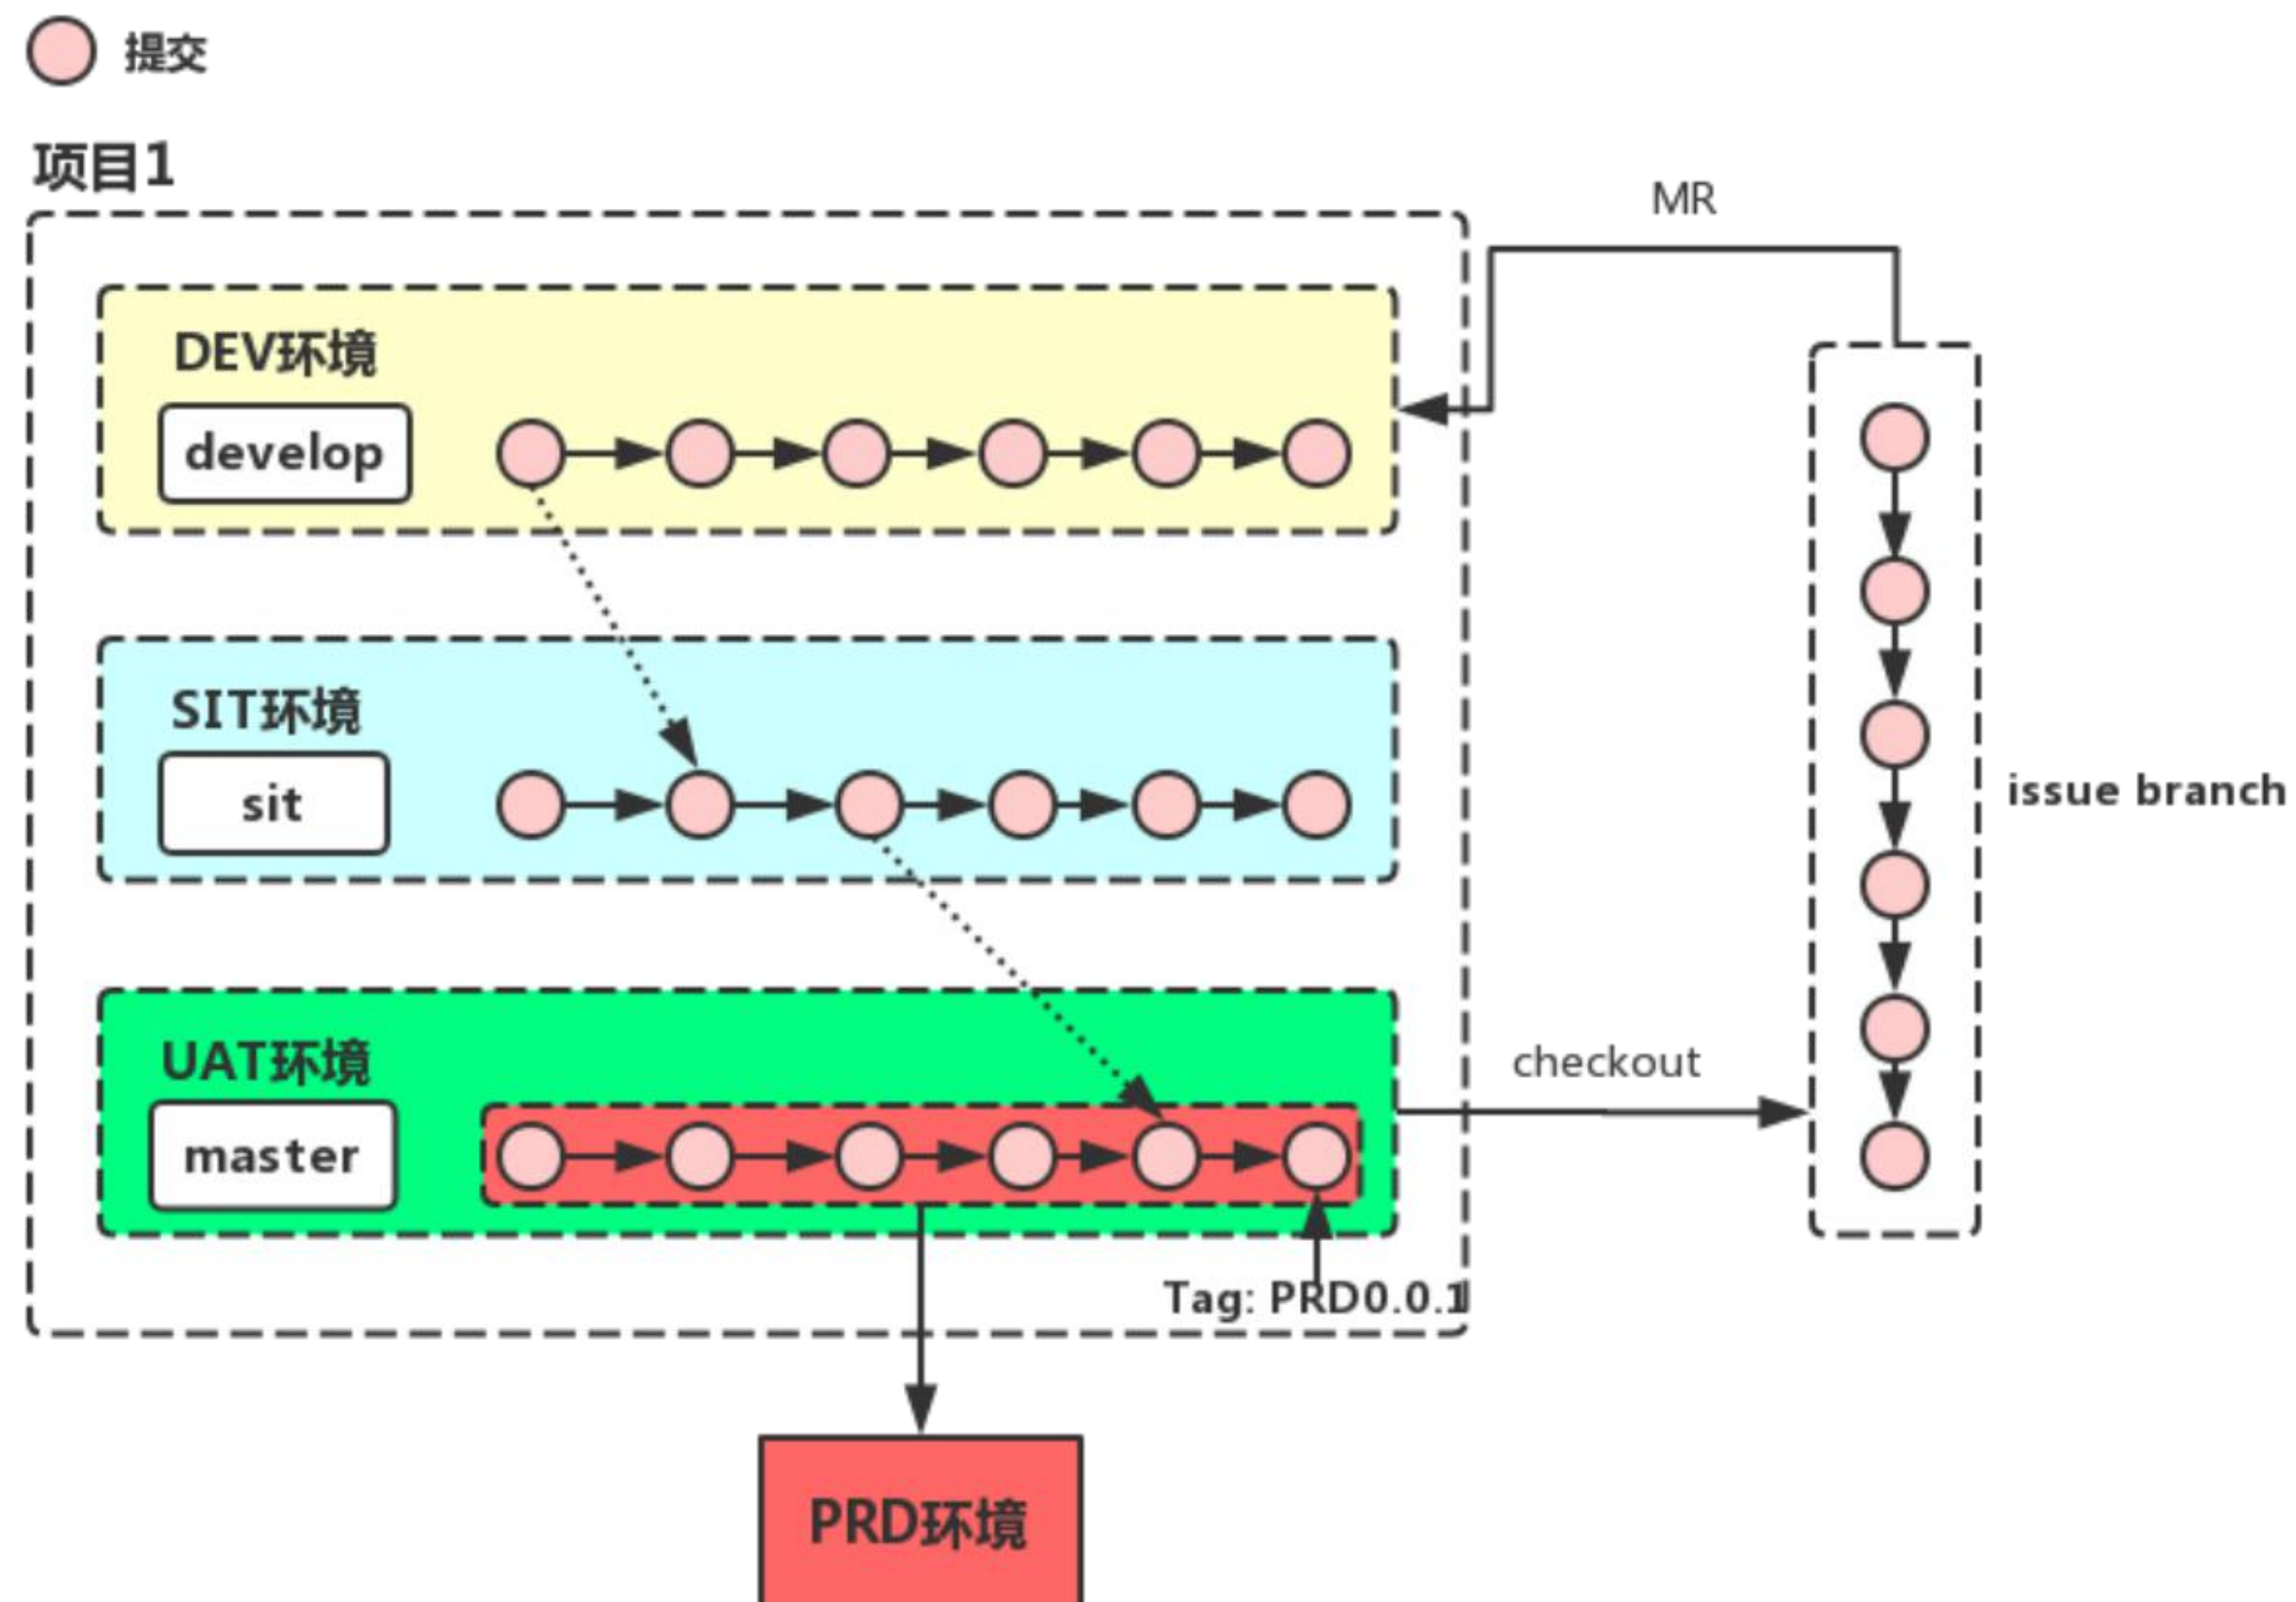 提交
项目1
MR
DEV环境
develop
SIT环境
sit
issue branch
UAT环境
checkout
master
Tag: PRD0.0.1
PRD环境